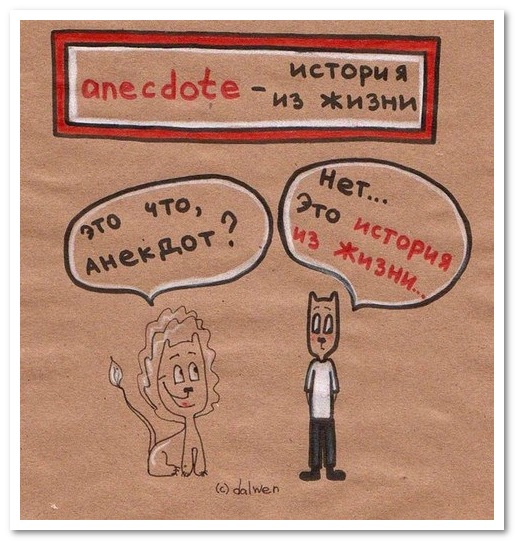 anecdote - история
из жизни
это что,
анекдот?
Нет...
Это история
из жизни...
(c) dalwen